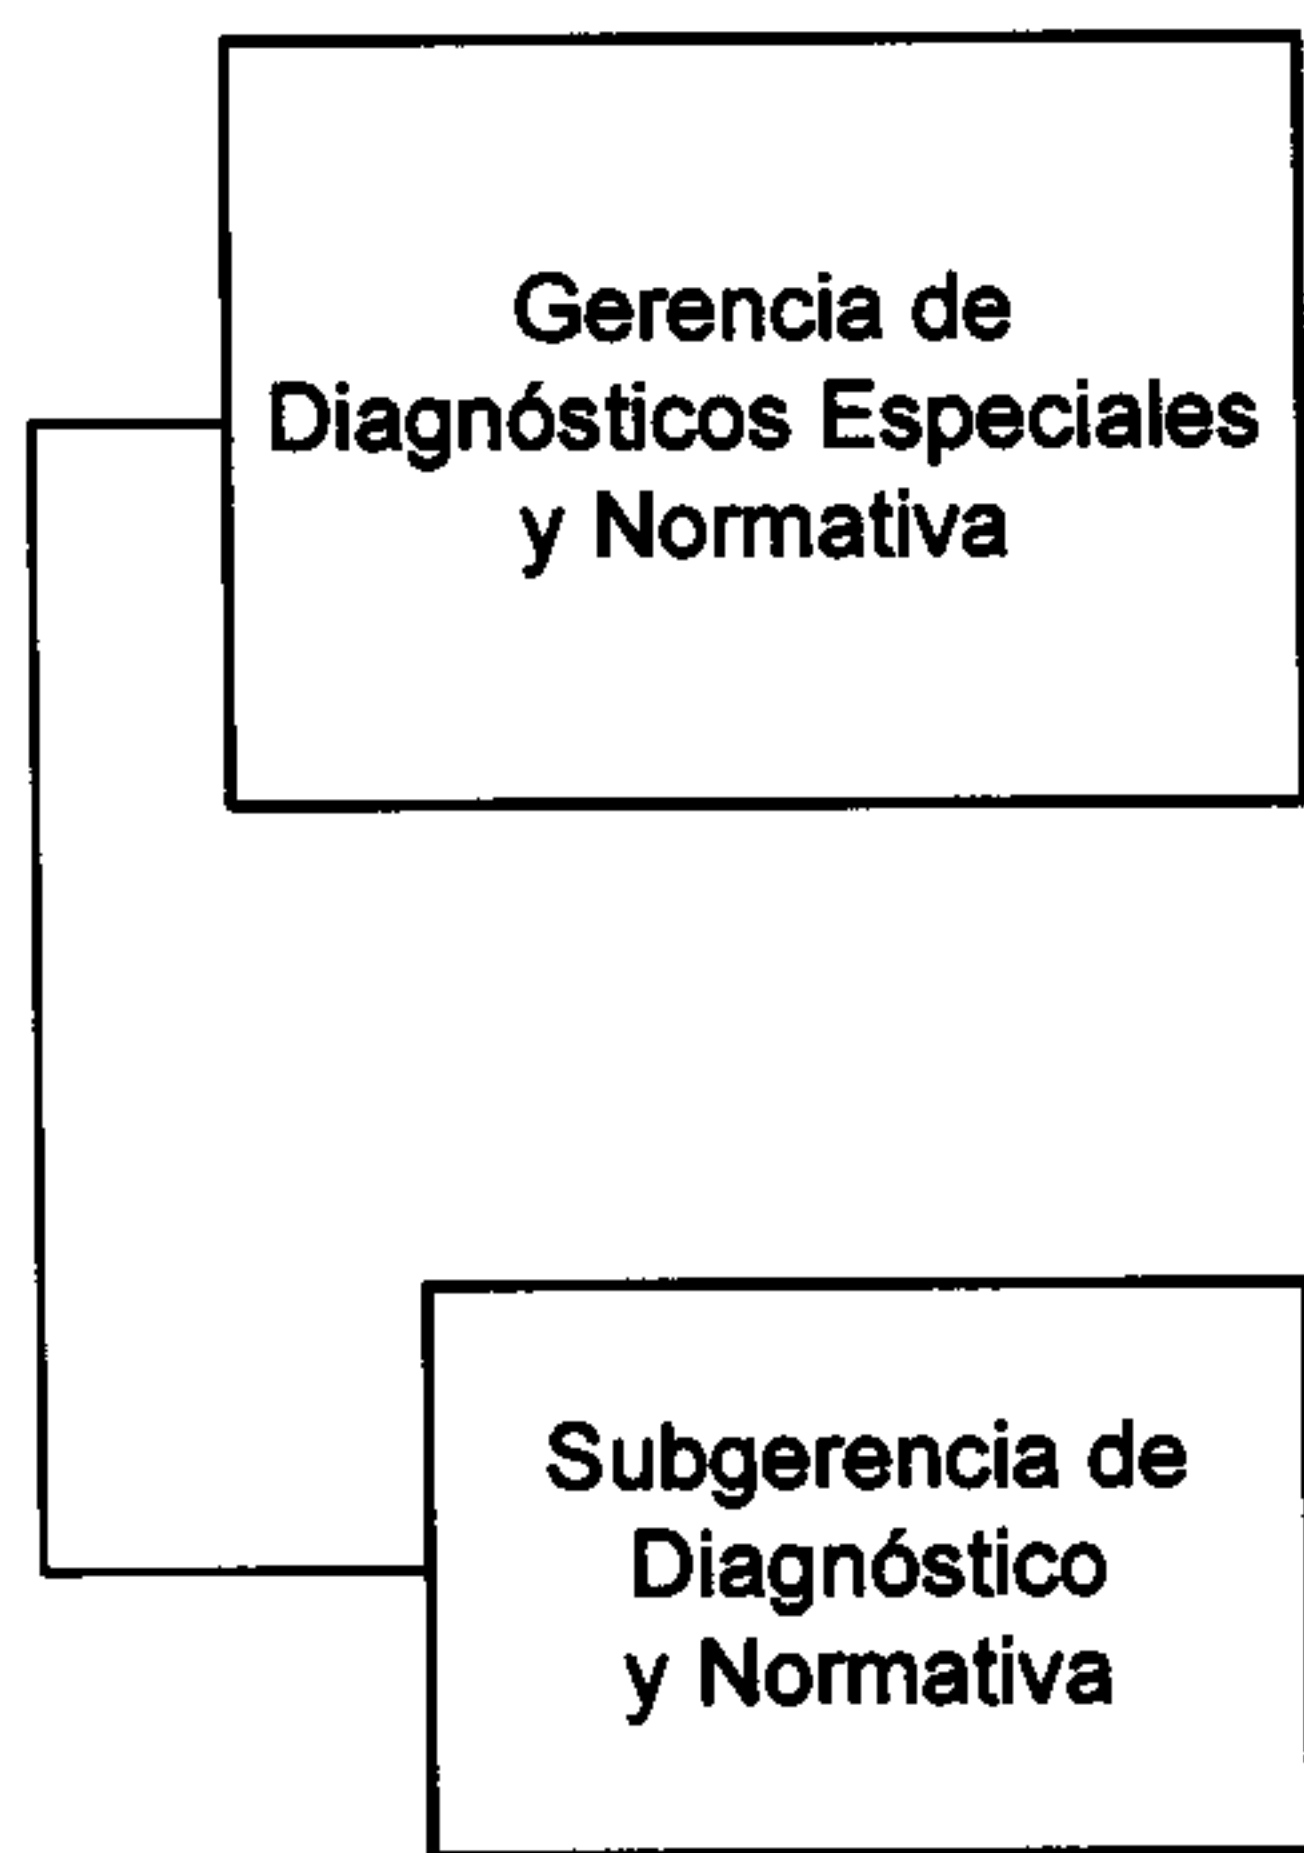 Gerencia de
Diagnósticos Especiales
y Normativa
Subgerencia de
Diagnóstico
y Normativa